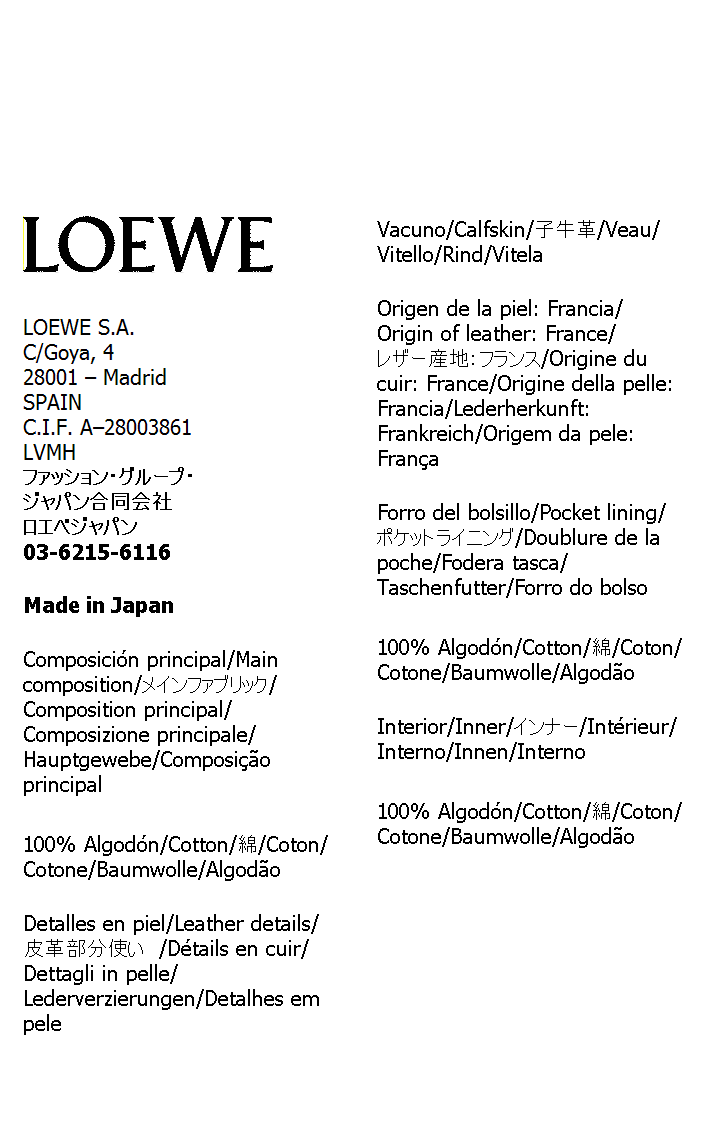 LOEWE
LOEWE S.A.
C/Goya, 4
28001 – Madrid
SPAIN
C.I.F. A–28003861
LVMH
ファッション・グループ・
ジャパン合同会社
ロエベジャパン
03-6215-6116
Made in Japan
Composición principal/Main
composition/メインファブリック/
Composition principal/
Composizione principale/
Hauptgewebe/Composição
principal
100% Algodón/Cotton/綿/Coton/
Cotone/Baumwolle/Algodão
Detalles en piel/Leather details/
皮革部分使い /Détails en cuir/
Dettagli in pelle/
Lederverzierungen/Detalhes em
pele
Vacuno/Calfskin/子牛革/Veau/
Vitello/Rind/Vitela
Origen de la piel: Francia/
Origin of leather: France/
レザー産地：フランス/Origine du
cuir: France/Origine della pelle:
Francia/Lederherkunft:
Frankreich/Origem da pele:
França
Forro del bolsillo/Pocket lining/
ポケットライニング/Doublure de la
poche/Fodera tasca/
Taschenfutter/Forro do bolso
100% Algodón/Cotton/綿/Coton/
Cotone/Baumwolle/Algodão
Interior/Inner/インナー/Intérieur/
Interno/Innen/Interno
100% Algodón/Cotton/綿/Coton/
Cotone/Baumwolle/Algodão